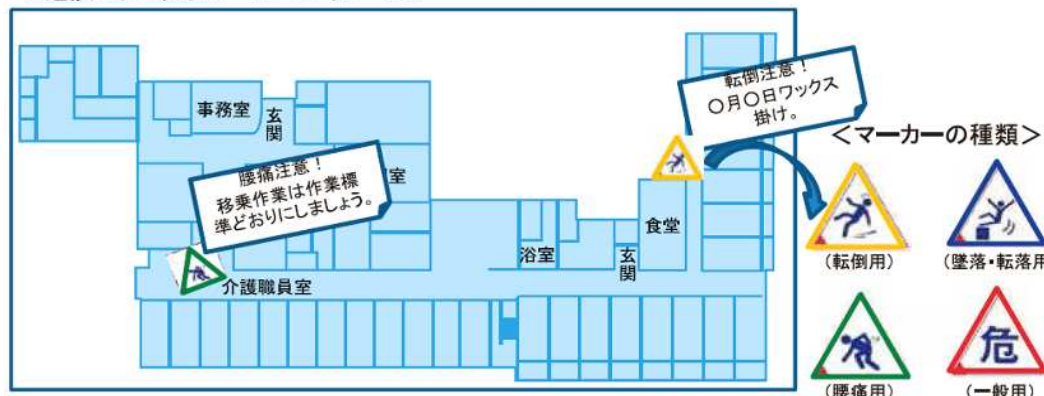 転倒注意！
〇月〇日ワックス
掛け。
<マーカーの種類>
事務室
玄
関
腰痛注意！
移乗作業は作業標
準どおりにしましょう。
室
食堂
浴室
玄
関
介護職員室
(転倒用)
(墜落・転落用
危
(腰痛用)
(一般用)